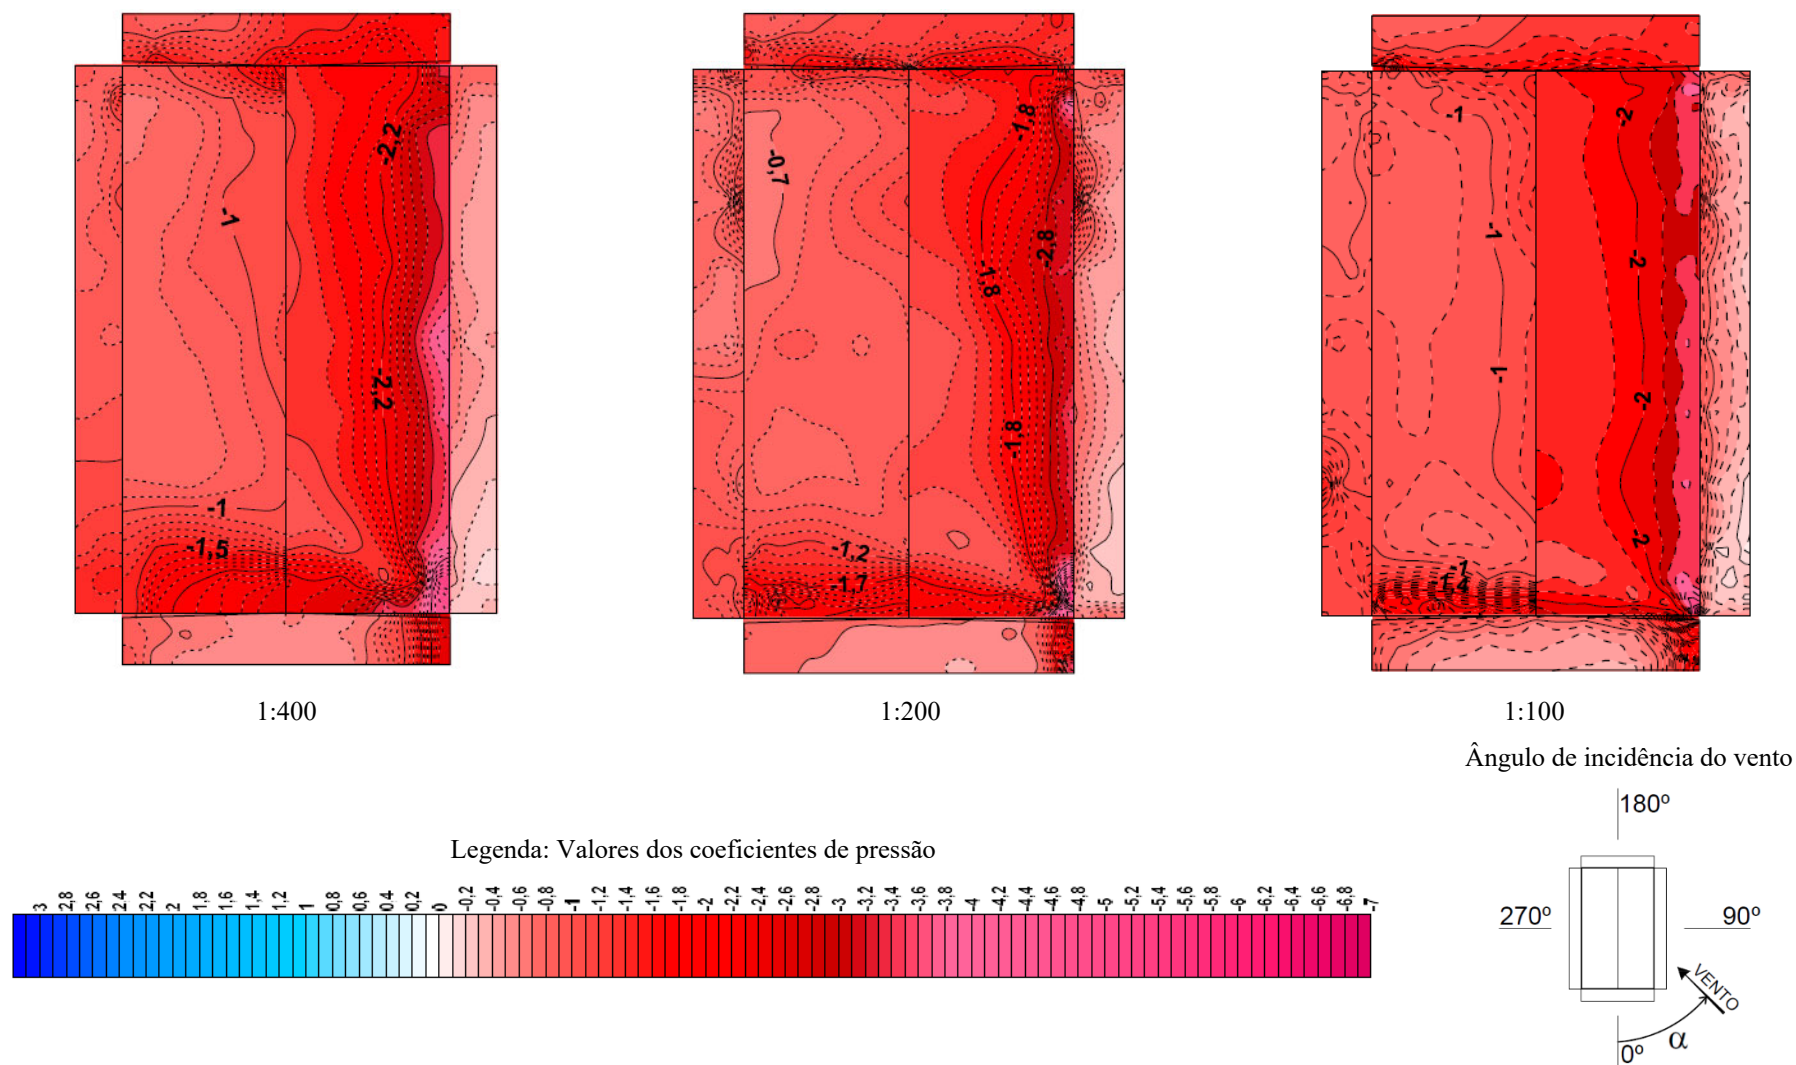 -2,2
-1
-2,2
-1
-1,5
-1,8
-0,7
-2,8
-1,8
-1,8
-1,2
-1,7
-1
-2
-1
-2
-1
-2
-2
-1
-1,4
1:400
1:200
1:100
Ângulo de incidência do vento
180º
270º
90º
VENTO
α
0º
Legenda: Valores dos coeficientes de pressão
3 2,8 2,6 2,4 2,2 2 1,8 1,6 1,4 1,2 1 0,8 0,6 0,4 0,2 0 -0,2 -0,4 -0,6 -0,8 -1 -1,2 -1,4 -1,6 -1,8 -2 -2,2 -2,4 -2,6 -2,8 -3 -3,2 -3,4 -3,6 -3,8 -4 -4,2 -4,4 -4,6 -4,8 -5 -5,2 -5,4 -5,6 -5,8 -6 -6,2 -6,4 -6,6 -6,8 -7